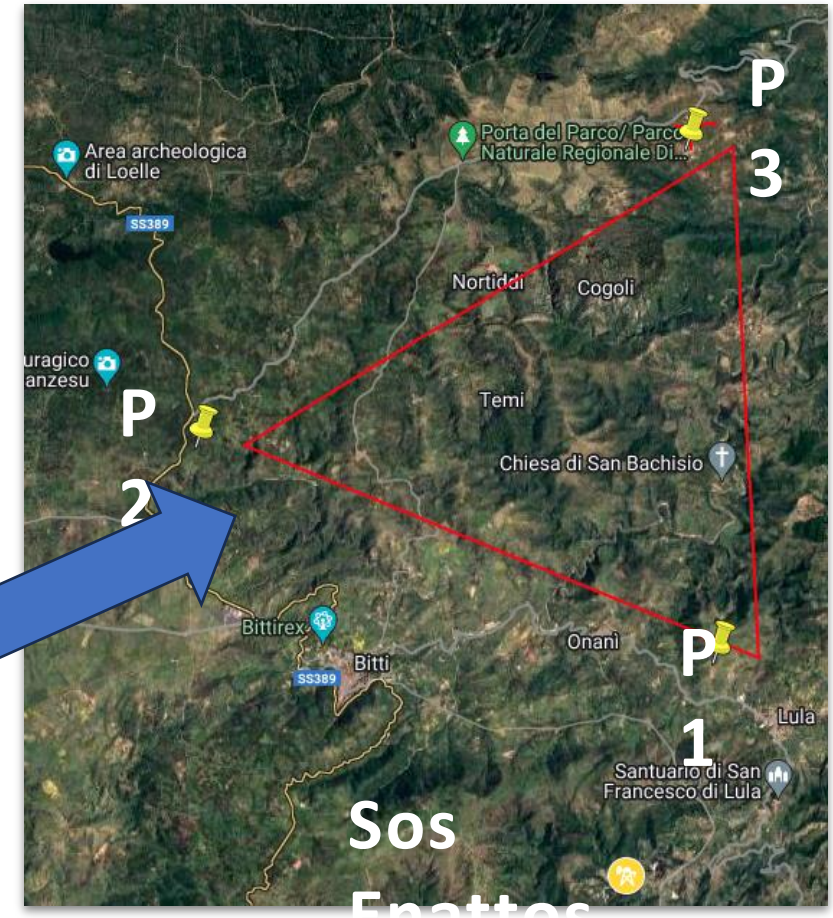 P
3
Porta del Parco/ Parco
Naturale Regionale Di...
Area archeologica
di Loelle
SS389
Nortiddi
Cogoli
uragico
anzesu
P
2
Temi
Chiesa di San Bachisio
Bittirex
Bitti
SS389
Onanì
P
1
Lula
Santuario di San
Francesco di Lula
Sos
Enattos